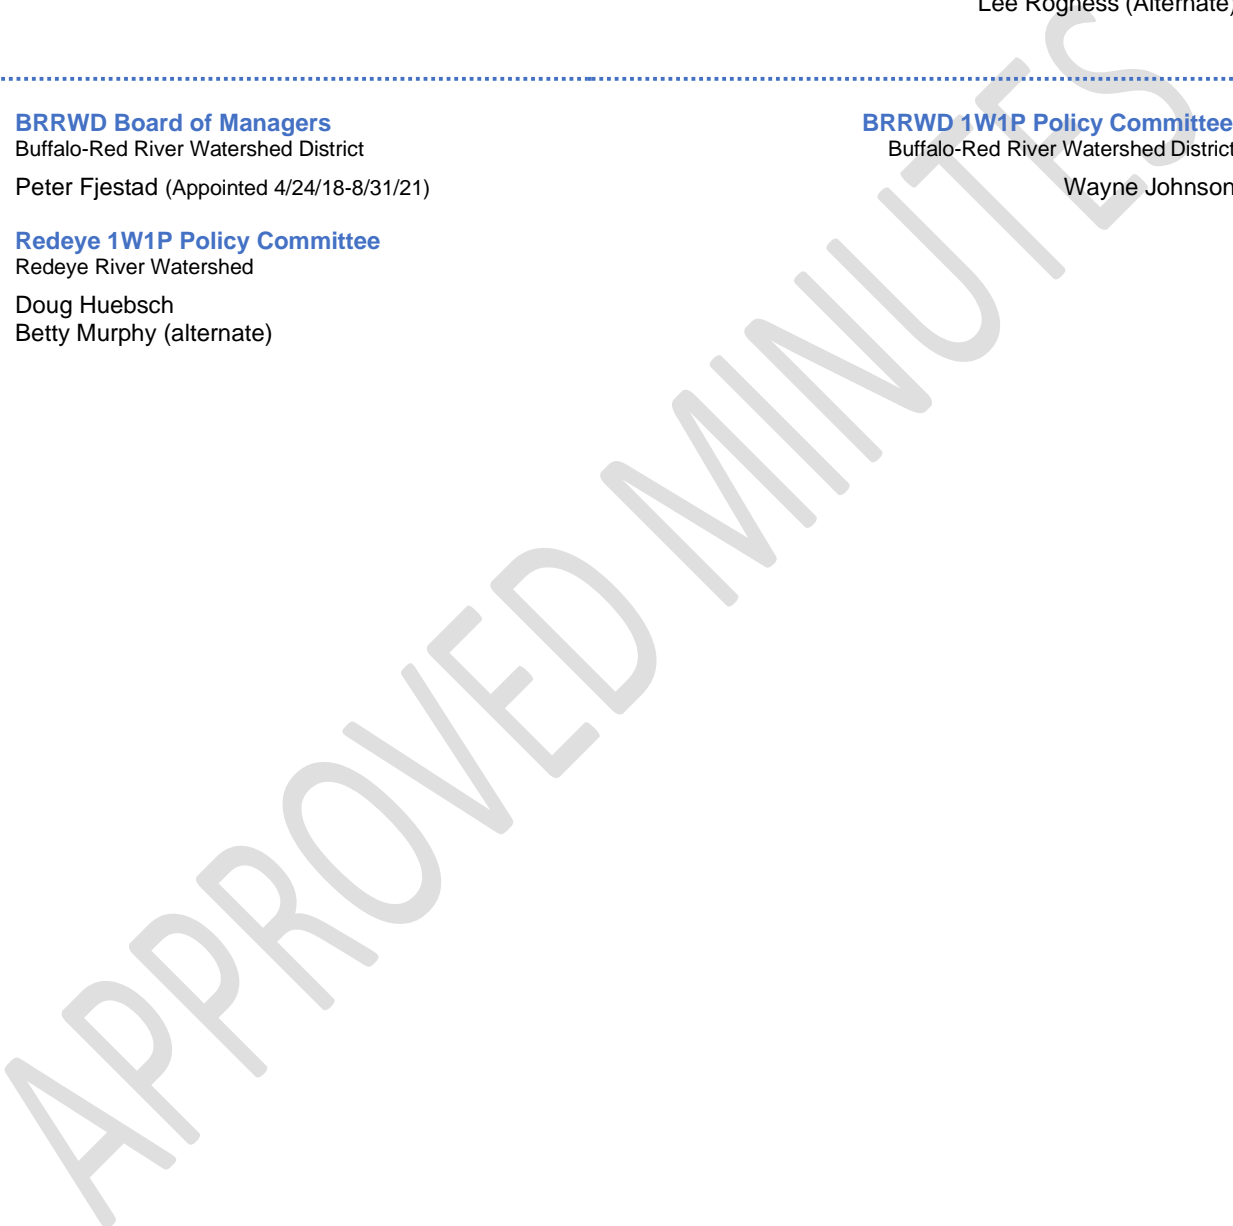 Lee Rogness (Alternate)
BRRWD Board of Managers
Buffalo-Red River Watershed District
Peter Fjestad (Appointed 4/24/18-8/31/21)
Redeye 1W1P Policy Committee
Redeye River Watershed
Doug Huebsch
Betty Murphy (alternate)
BRRWD 1W1P Policy Committee
Buffalo-Red River Watershed District
Wayne Johnson
APPROVED MINUTES